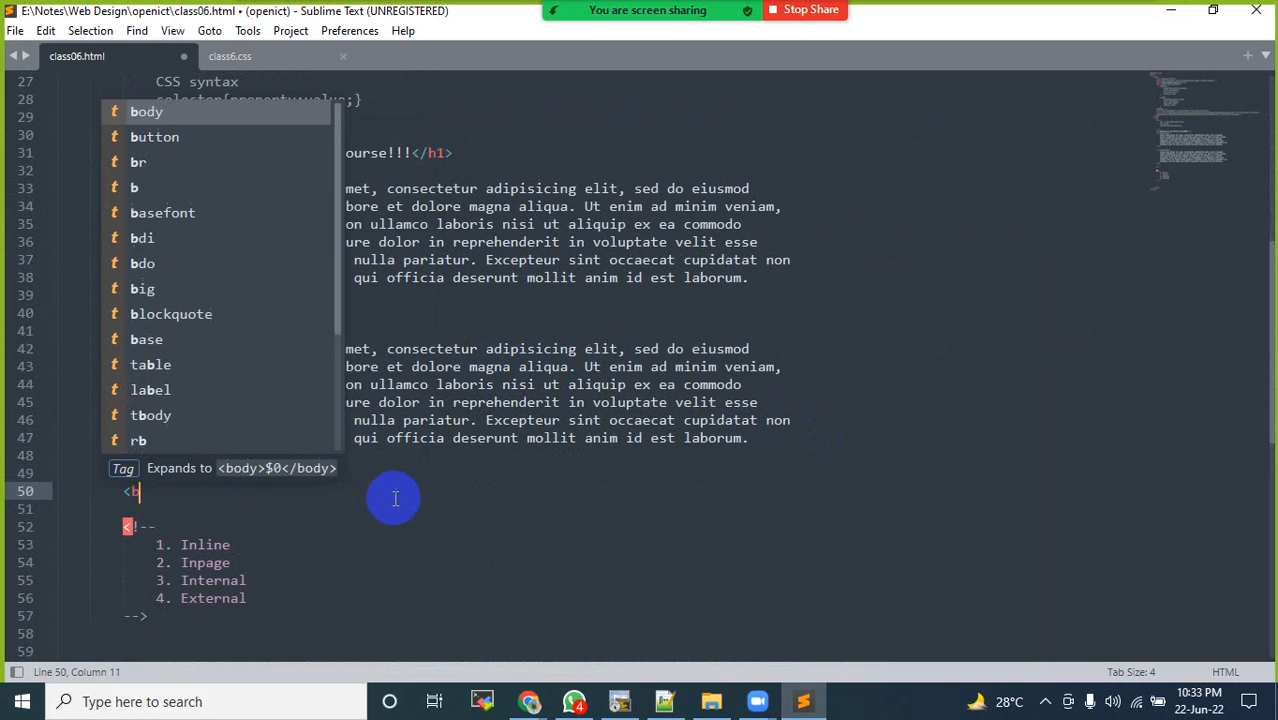 E:\Notes\Web Design\openict\class06.html • (openict) - Sublime Text (UNREGISTERED)
You are screen sharing
Stop Share
File Edit Selection Find View Goto Tools Project Preferences Help
class06.html
class6.css
27 CSS syntax
28 selector{property:value;}
29
30
31 ourse!!!</h1>
32
33 met, consectetur adipisicing elit, sed do eiusmod
34 bore et dolore magna aliqua. Ut enim ad minim veniam,
35 on ullamco laboris nisi ut aliquip ex ea commodo
36 ure dolor in reprehenderit in voluptate velit esse
37 nulla pariatur. Excepteur sint occaecat cupidatat non
38 qui officia deserunt mollit anim id est laborum.
39
40
41
42 met, consectetur adipisicing elit, sed do eiusmod
43 bore et dolore magna aliqua. Ut enim ad minim veniam,
44 on ullamco laboris nisi ut aliquip ex ea commodo
45 ure dolor in reprehenderit in voluptate velit esse
46 nulla pariatur. Excepteur sint occaecat cupidatat non
47 qui officia deserunt mollit anim id est laborum.
48
49
50 <b
51
52 <!--
53 1. Inline
54 2. Inpage
55 3. Internal
56 4. External
57 -->
58
59
t body
t button
t br
t b
t basefont
t bdi
t bdo
t big
t blockquote
t base
t table
t label
t tbody
t rb
Tag Expands to <body>$0</body>
Line 50, Column 11
Tab Size: 4
HTML
Type here to search
4
28°C
10:33 PM
22-Jun-22